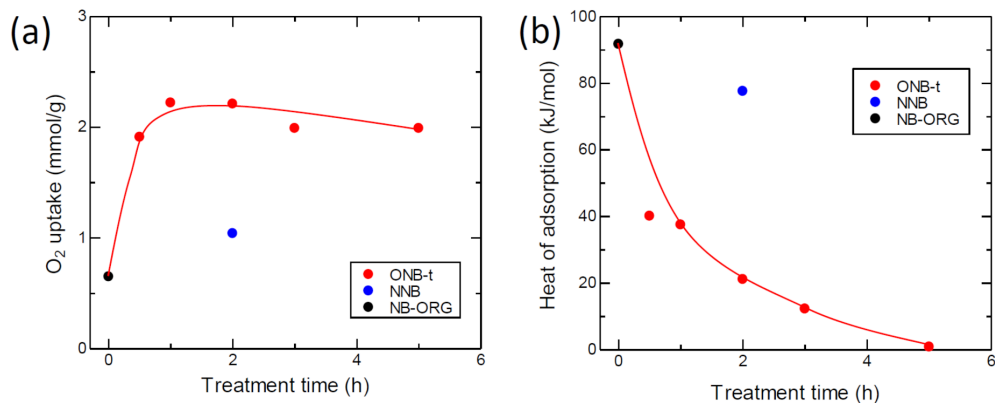 (a)
3
2
1
0
O2 uptake (mmol/g)
0 2 4 6
Treatment time (h)
ONB-t
NNB
NB-ORG
(b)
100
80
60
40
20
0
Heat of adsorption (kJ/mol)
0 2 4 6
Treatment time (h)
ONB-t
NNB
NB-ORG